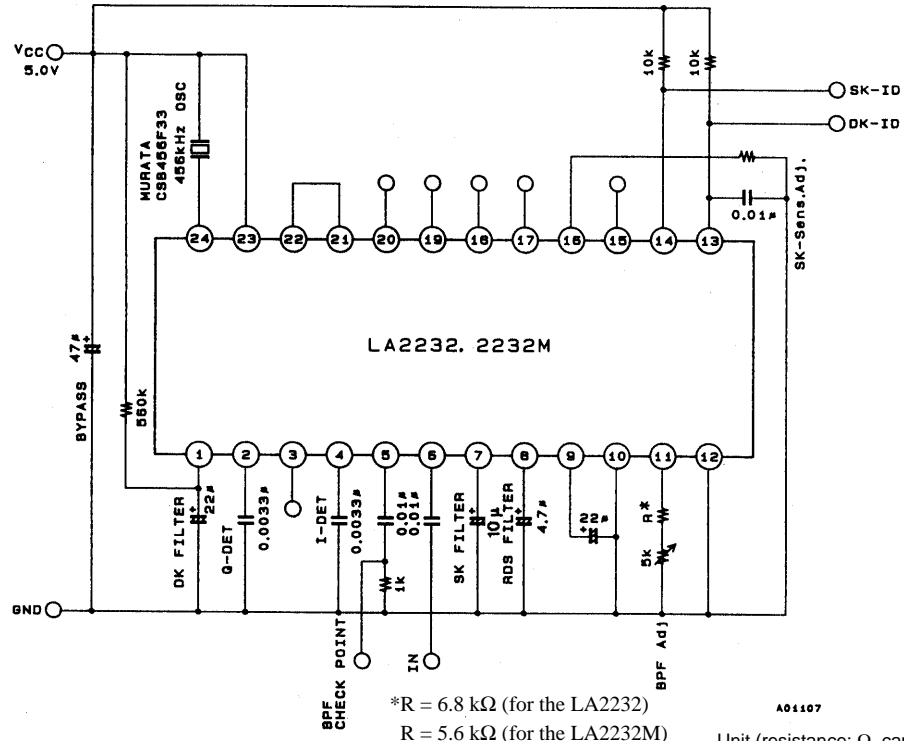 VCC
5.0V
10k
10k
SK-ID
DK-ID
MURATA
CSB456F33
456kHz OSC
0.01µ
SK-Sens.Adj.
24 23 22 21 20 19 18 17 16 15 14 13
LA2232. 2232M
47µ
+
BYPASS
560k
1 2 3 4 5 6 7 8 9 10 11 12
DK FILTER
+
22µ
Q-DET
0.0033µ
I-DET
0.0033µ
0.01µ
0.01µ
SK FILTER
+
10 µ
RDS FILTER
+
4.7µ
+
2.2µ
R*
5k
1k
GND
BPF
CHECK POINT
IN
BPF Adj
*R = 6.8 kΩ (for the LA2232)
R = 5.6 kΩ (for the LA2232M)
A01107